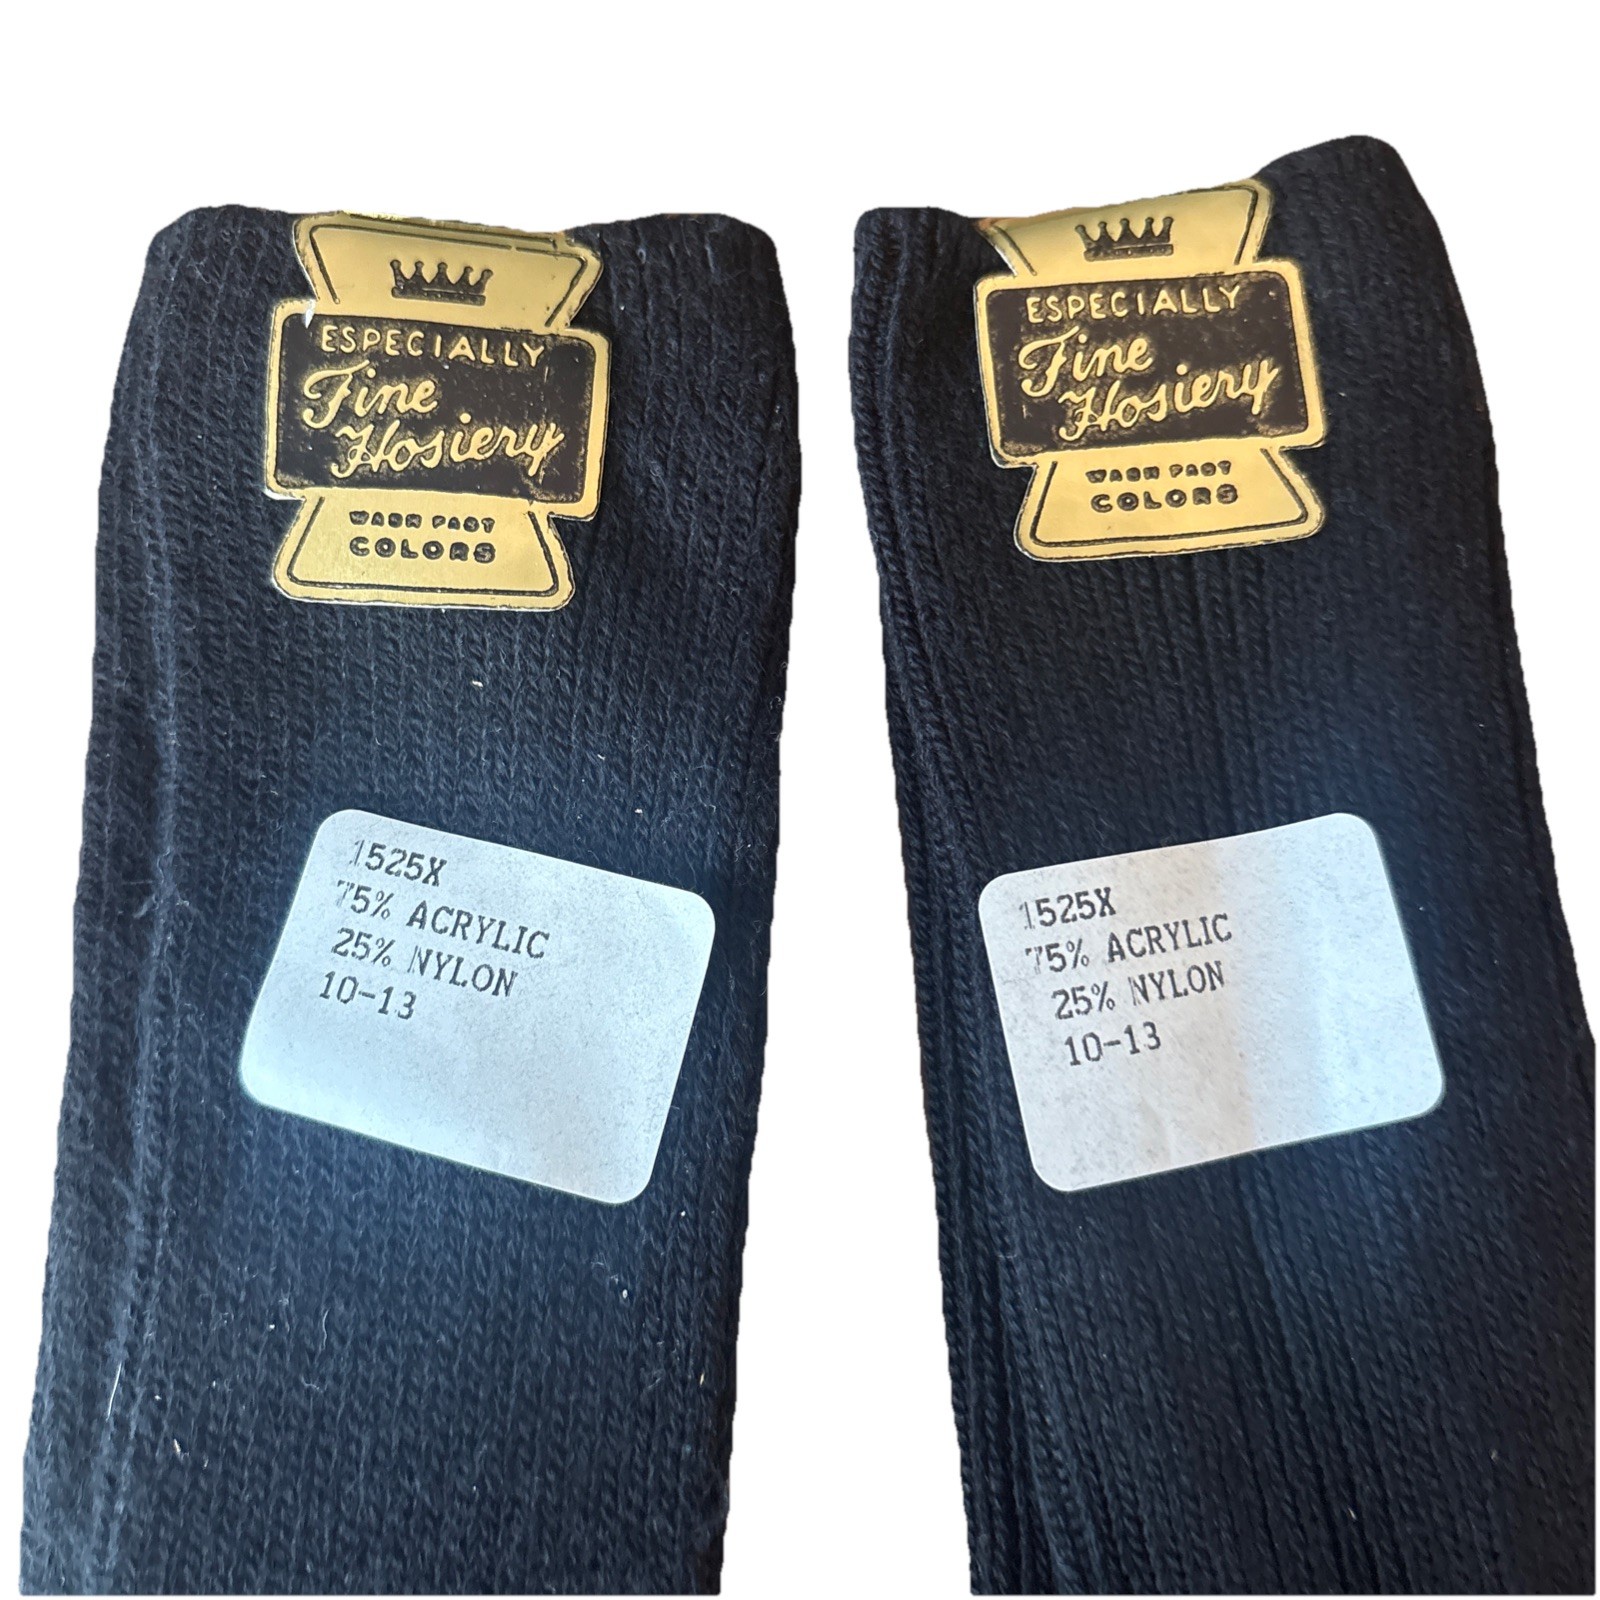 ESPECIALLY
Fine
Hosiery
WASH FAST
COLORS
1525X
75% ACRYLIC
25% NYLON
10-13
ESPECIALLY
Fine
Hosiery
WASH FAST
COLORS
1525X
75% ACRYLIC
25% NYLON
10-13